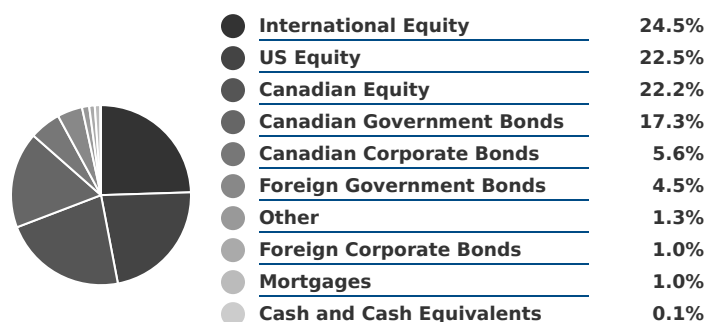 International Equity 24.5%
US Equity 22.5%
Canadian Equity 22.2%
Canadian Government Bonds 17.3%
Canadian Corporate Bonds 5.6%
Foreign Government Bonds 4.5%
Other 1.3%
Foreign Corporate Bonds 1.0%
Mortgages 1.0%
Cash and Cash Equivalents 0.1%